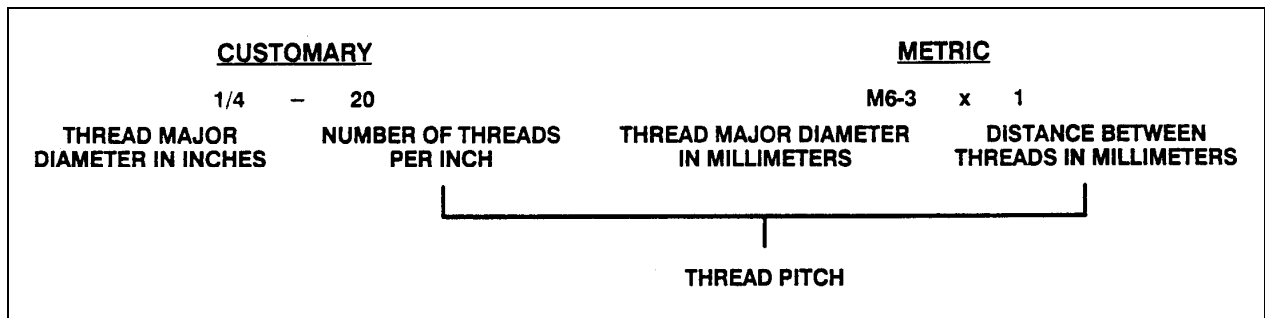 CUSTOMARY
1/4 – 20
THREAD MAJOR
DIAMETER IN INCHES
NUMBER OF THREADS
PER INCH
METRIC
M6-3 x 1
THREAD MAJOR DIAMETER
IN MILLIMETERS
DISTANCE BETWEEN
THREADS IN MILLIMETERS
THREAD PITCH